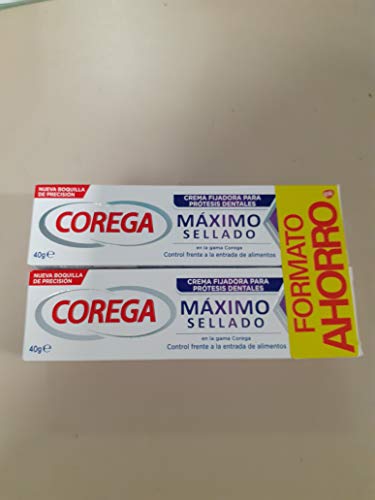 NUEVA BOQUILLA
DE PRECISIÓN
COREGA
40g℮
CREMA FIJADORA PARA
PRÓTESIS DENTALES
MÁXIMO
SELLADO
en la gama Corega
Control frente a la entrada de alimentos
NUEVA BOQUILLA
DE PRECISIÓN
COREGA
40g℮
CREMA FIJADORA PARA
PRÓTESIS DENTALES
MÁXIMO
SELLADO
en la gama Corega
Control frente a la entrada de alimentos
FORMATO
AHORRO